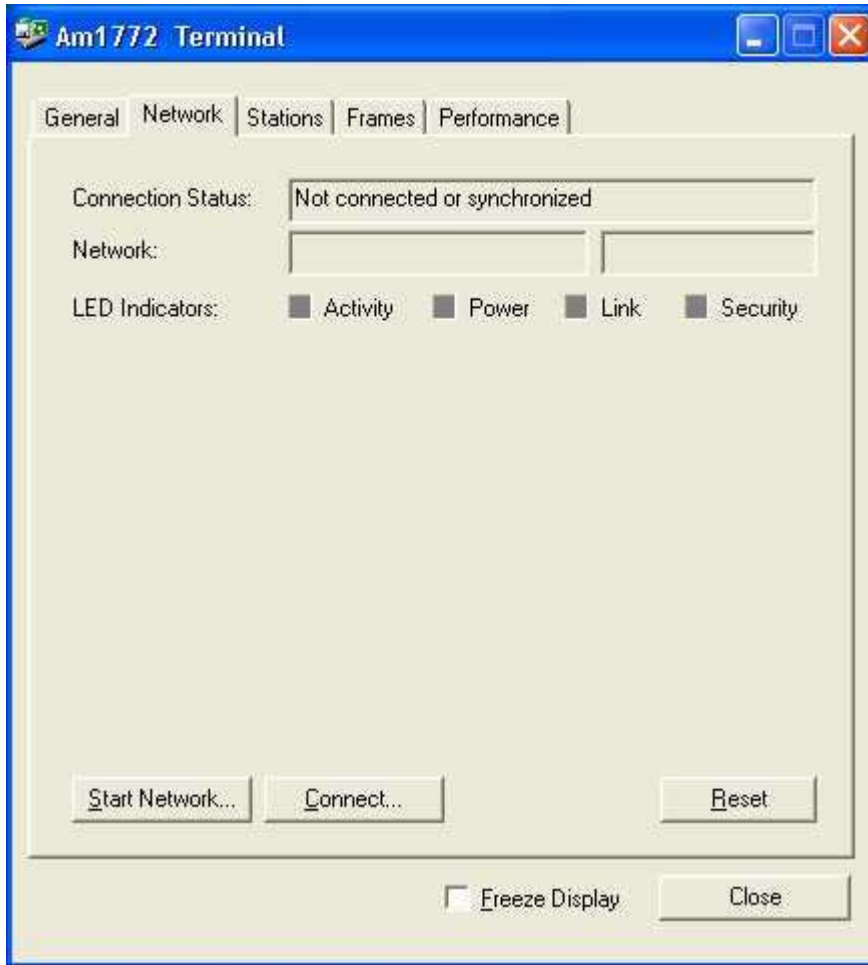 Am1772 Terminal
General Network Stations Frames Performance
Connection Status: Not connected or synchronized
Network:
LED Indicators: Activity Power Link Security
Start Network... Connect... Reset
Freeze Display Close